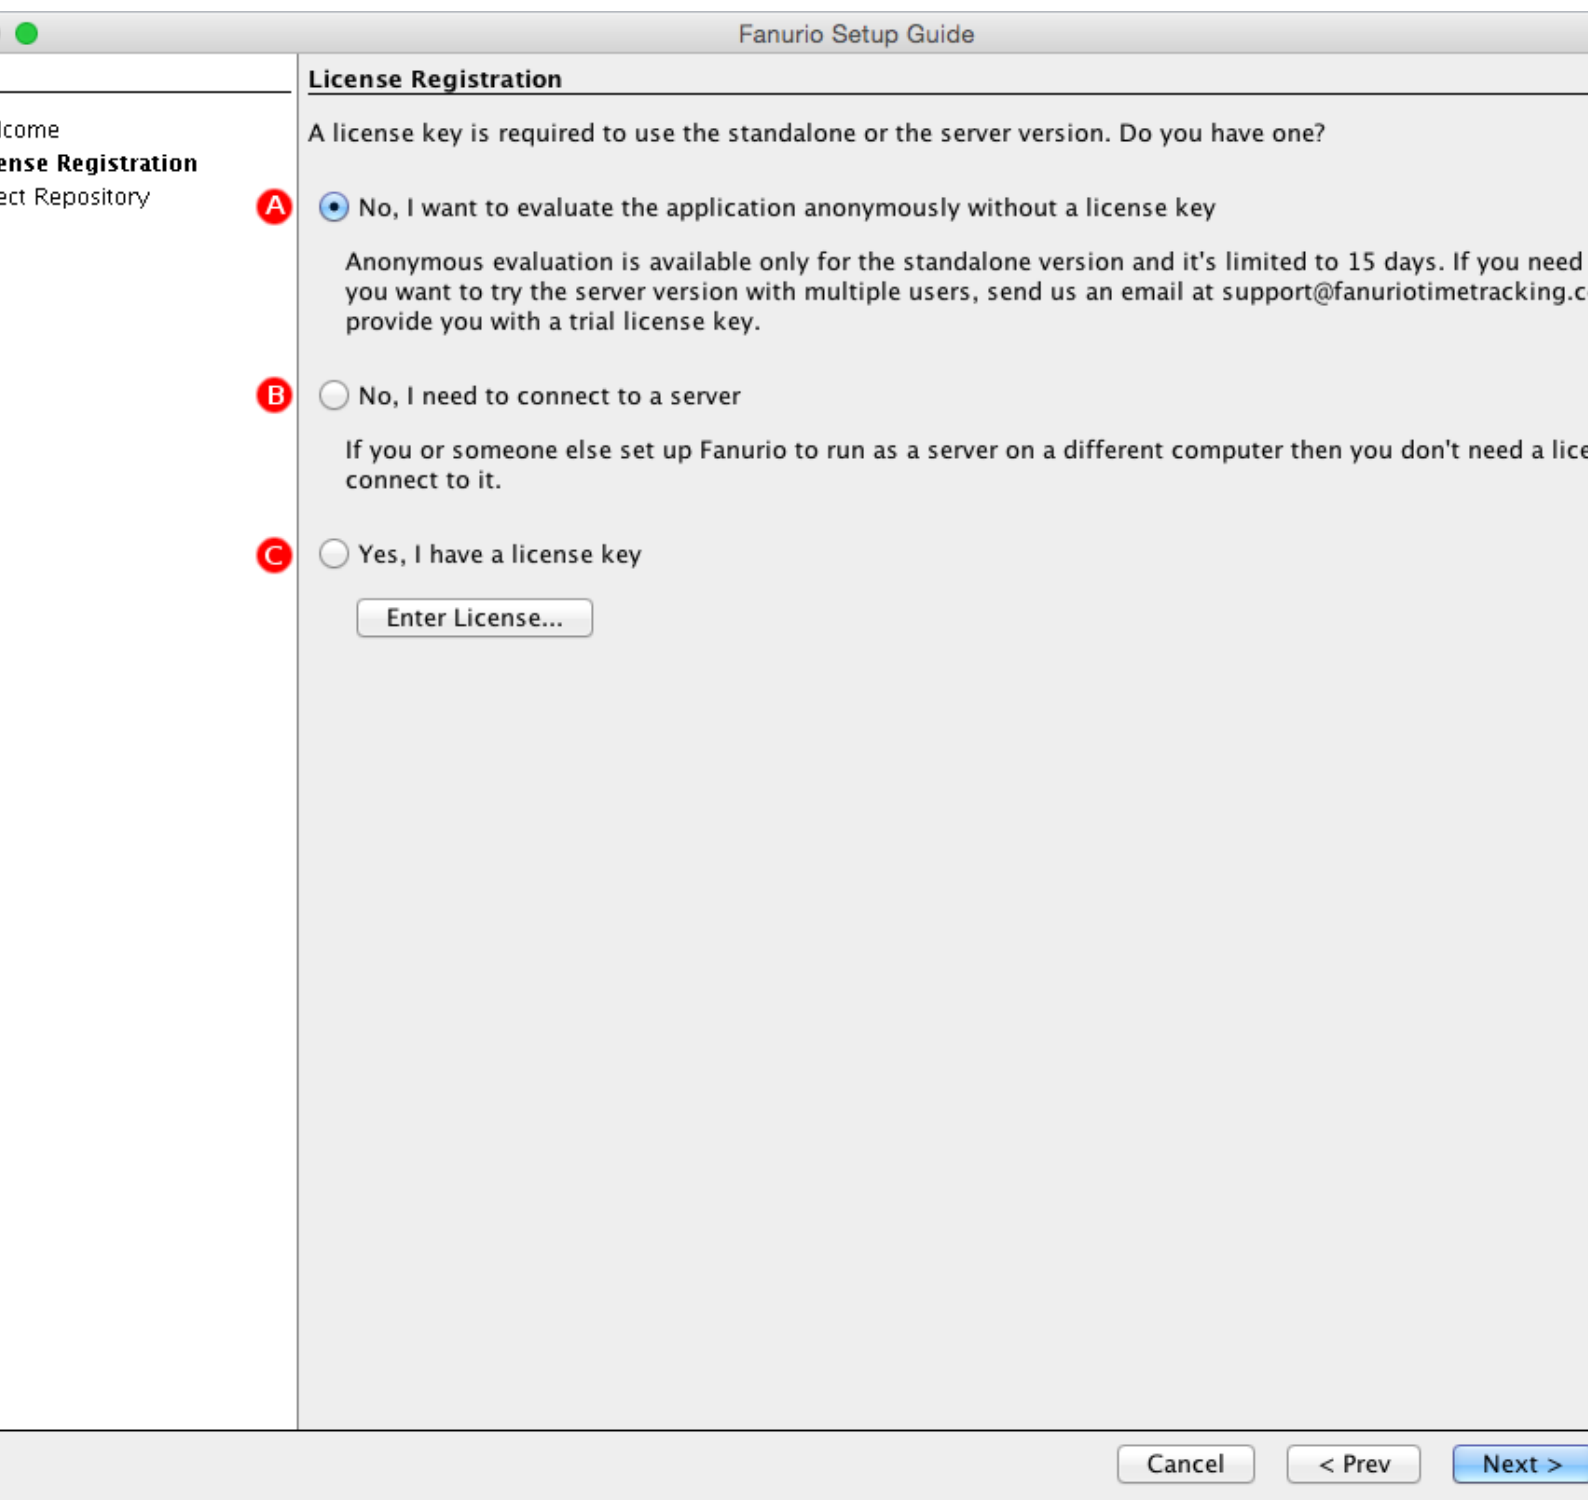 Fanurio Setup Guide
License Registration
A license key is required to use the standalone or the server version. Do you have one?
lcome
ense Registration
ect Repository
A No, I want to evaluate the application anonymously without a license key
Anonymous evaluation is available only for the standalone version and it's limited to 15 days. If you need
you want to try the server version with multiple users, send us an email at support@fanuriotimetracking.c
provide you with a trial license key.
B No, I need to connect to a server
If you or someone else set up Fanurio to run as a server on a different computer then you don't need a lice
connect to it.
C Yes, I have a license key
Enter License...
Cancel
< Prev
Next >